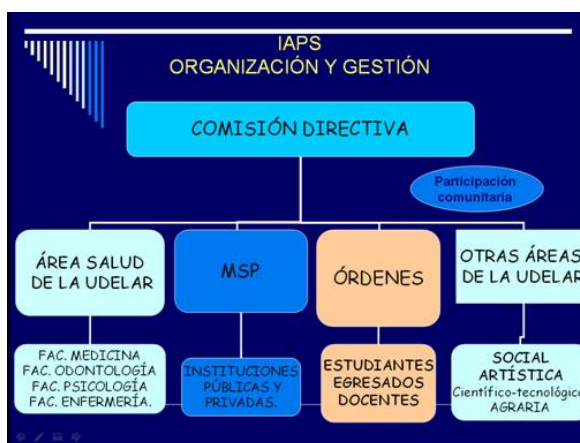 IAPS
ORGANIZACIÓN Y GESTIÓN
COMISIÓN DIRECTIVA
Participación
comunitaria
ÁREA SALUD
DE LA UDELAR
MSP
ÓRDENES
OTRAS ÁREAS
DE LA UDELAR
FAC. MEDICINA
FAC. ODONTOLOGÍA
FAC. PSICOLOGÍA
FAC. ENFERMERÍA.
INSTITUCIONES
PÚBLICAS Y
PRIVADAS.
ESTUDIANTES
EGRESADOS
DOCENTES
SOCIAL
ARTÍSTICA
Científico-tecnológica
AGRARIA